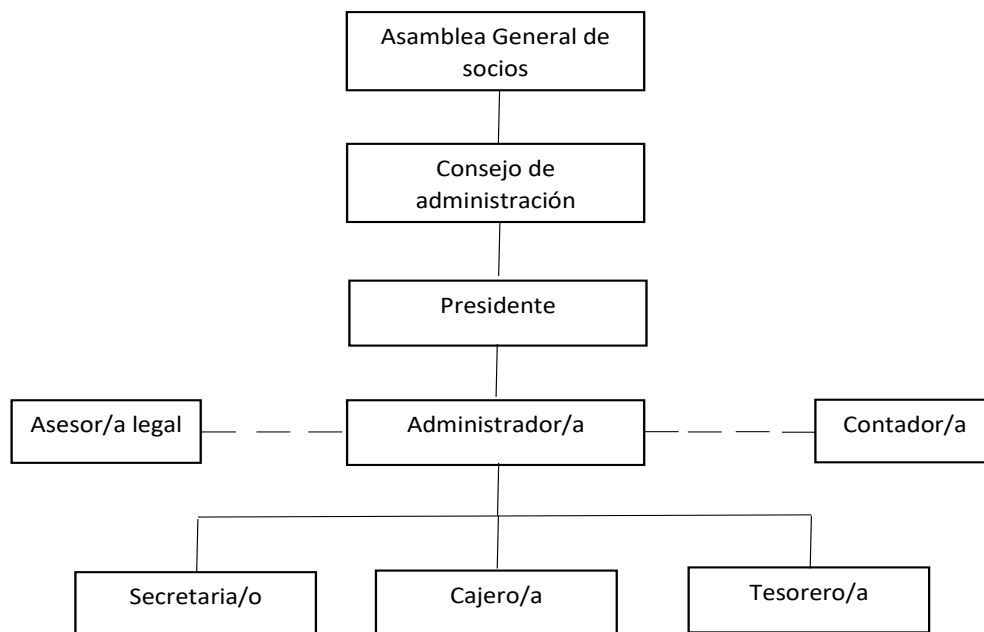 Asamblea General de
socios
Consejo de
administración
Presidente
Asesor/a legal
Administrador/a
Contador/a
Secretaria/o
Cajero/a
Tesorero/a